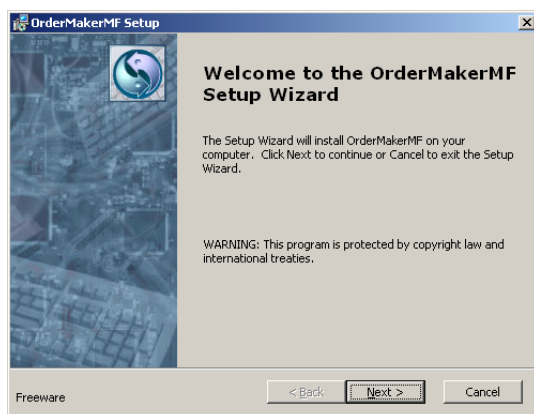 OrderMakerMF Setup
Welcome to the OrderMakerMF
Setup Wizard
The Setup Wizard will install OrderMakerMF on your
computer. Click Next to continue or Cancel to exit the Setup
Wizard.
WARNING: This program is protected by copyright law and
international treaties.
Freeware
< Back
Next >
Cancel